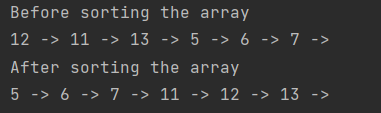 Before sorting the array
12 -> 11 -> 13 -> 5 -> 6 -> 7 ->
After sorting the array
5 -> 6 -> 7 -> 11 -> 12 -> 13 ->